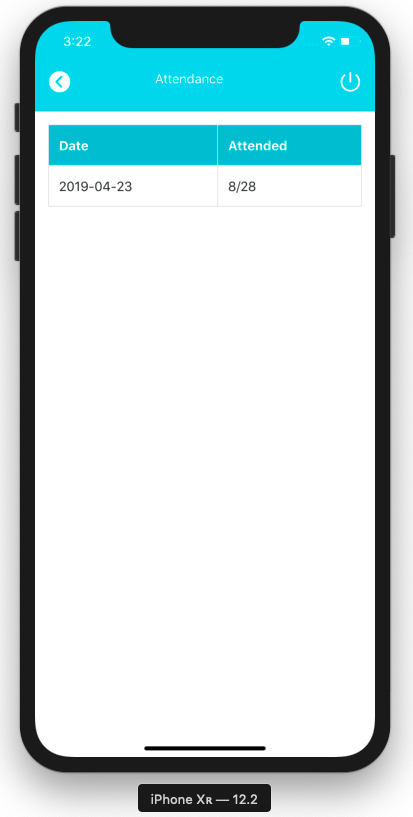 3:22
Attendance
Date Attended
2019-04-23 8/28
iPhone Xʀ — 12.2